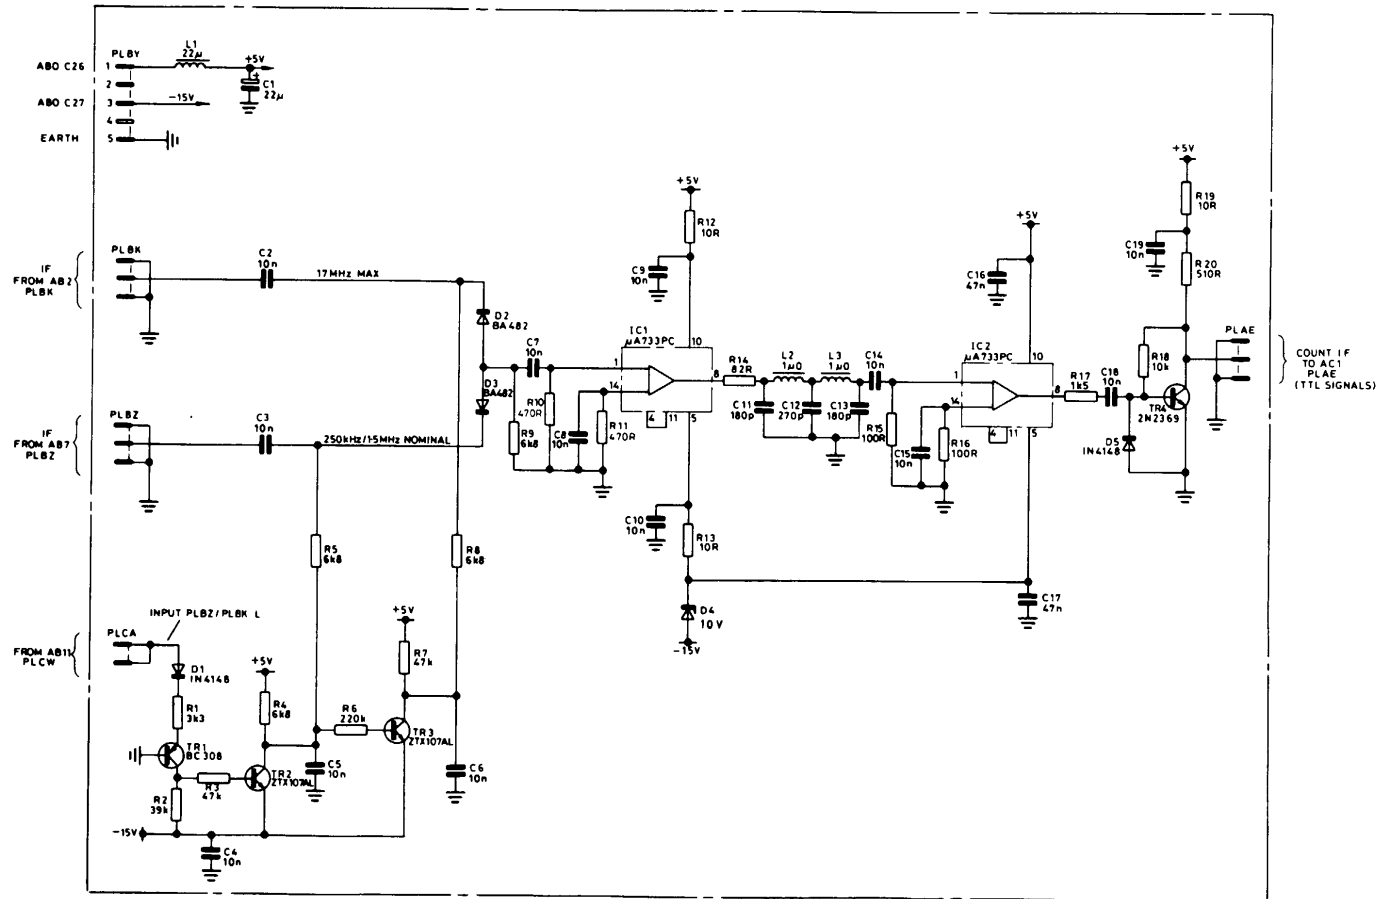 PLBY
L1
22µ
ABO C26
1
+5V
+
C1
22µ
2
ABO C27
3
-15V
4
EARTH
5
PLBK
IF
FROM AB2
PLBK
C2
10n
17MHz MAX
PLBZ
IF
FROM AB7
PLBZ
C3
10n
250kHz/1·5MHz NOMINAL
D2
BA482
D3
BA482
C7
10n
R9
6k8
R10
470R
C8
10n
R11
470R
+5V
R12
10R
C9
10n
IC1
µA733PC
1
14
10
8
4
11
5
C10
10n
R13
10R
D4
10V
-15V
R14
82R
L2
1µ0
L3
1µ0
C14
10n
C11
180p
C12
270p
C13
180p
R15
100R
C15
10n
R16
100R
+5V
C16
47n
IC2
µA733PC
1
14
10
8
4
11
5
C17
47n
R17
1k5
C18
10n
D5
IN4148
R18
10k
TR4
2N2369
+5V
R19
10R
C19
10n
R20
510R
PLAE
COUNT IF
TO AC1
PLAE
(TTL SIGNALS)
R5
6k8
R8
6k8
INPUT PLBZ/PLBK L
PLCA
FROM AB11
PLCW
D1
IN4148
R1
3k3
TR1
BC308
R2
39k
R3
47k
+5V
R4
6k8
TR2
ZTX107AL
C5
10n
R6
220k
+5V
R7
47k
TR3
ZTX107AL
C6
10n
-15V
C4
10n